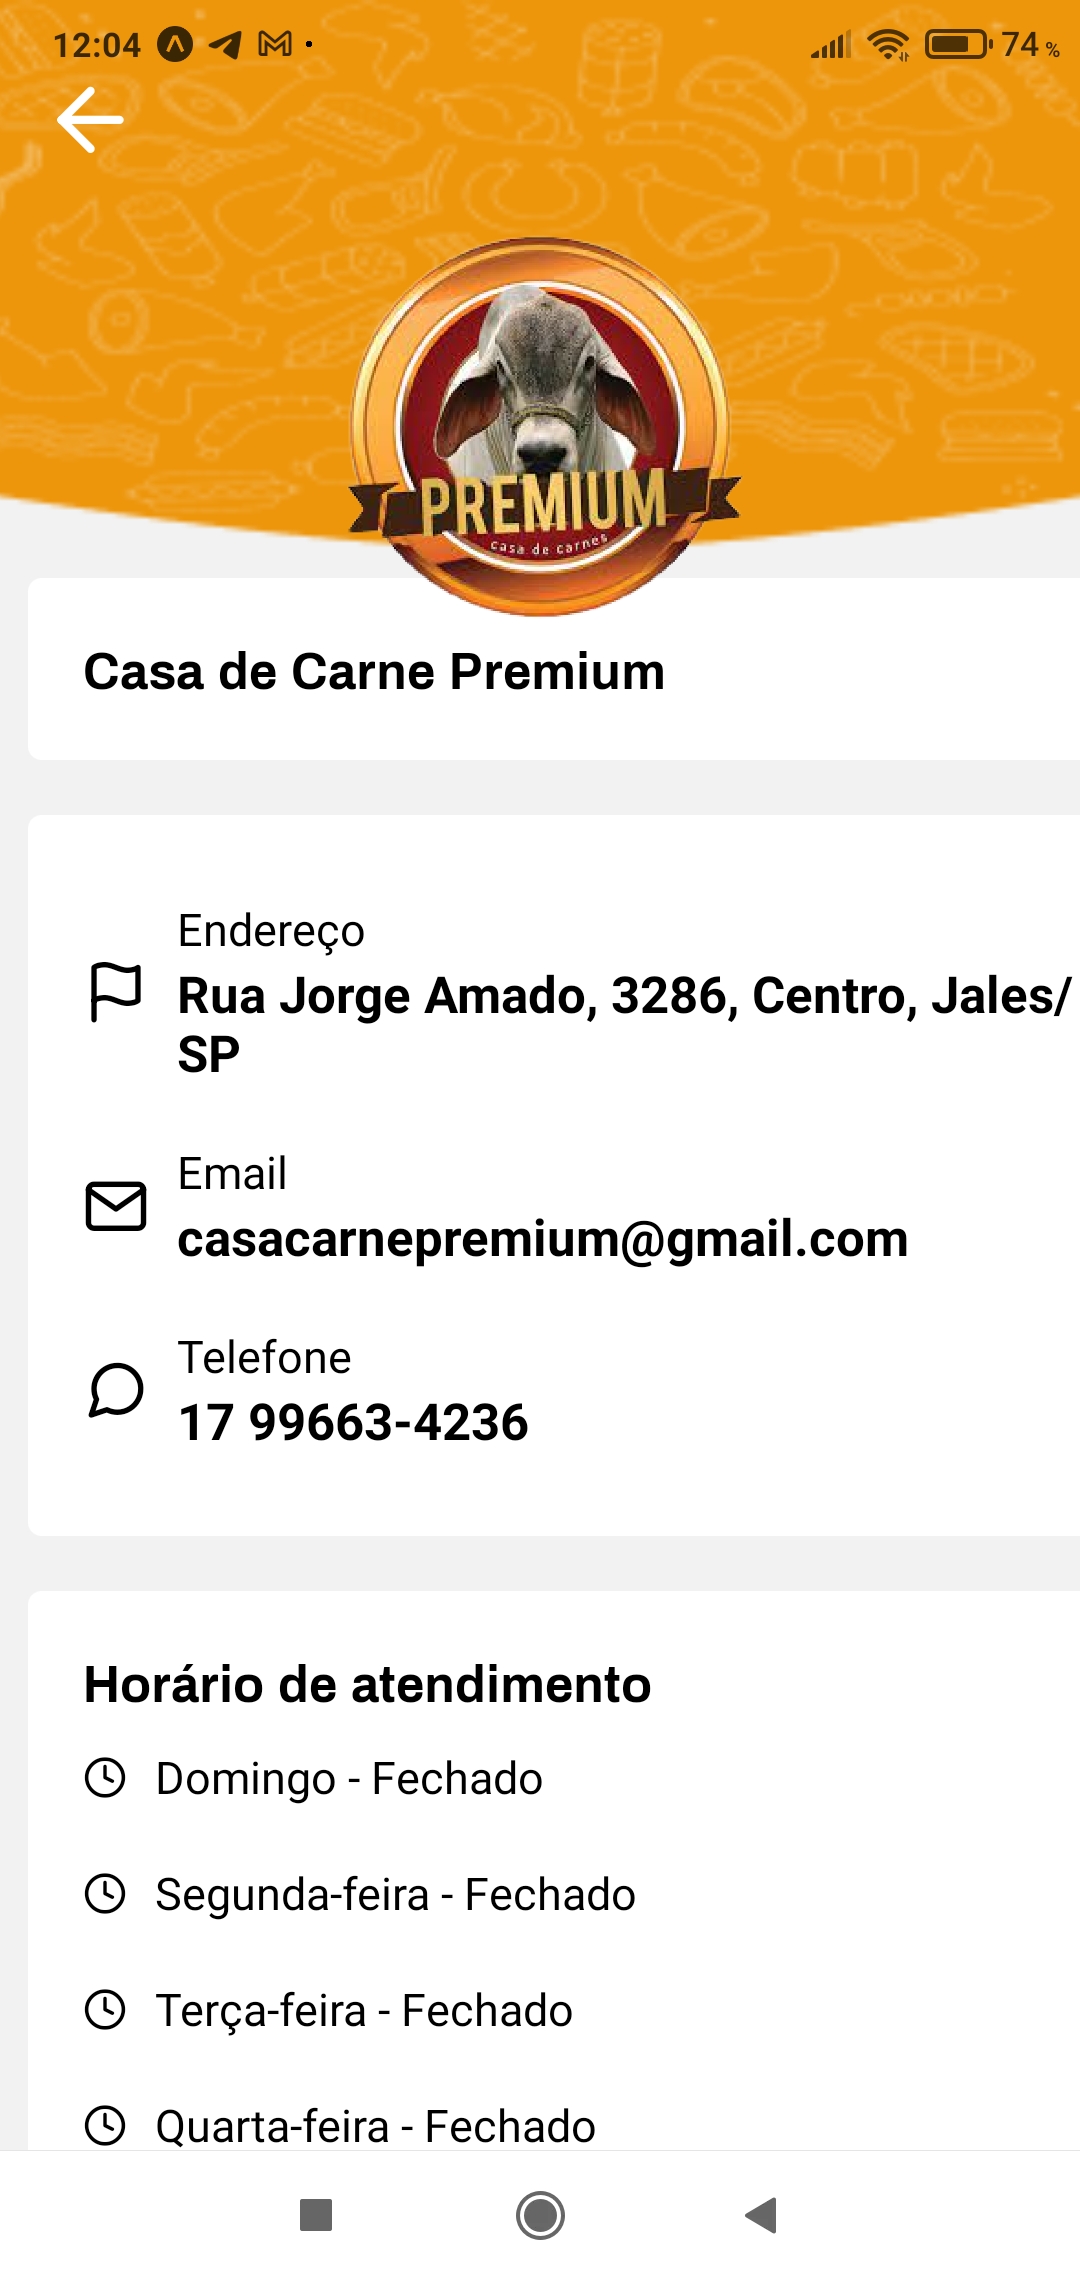 12:04
74 %
PREMIUM
casa de carnes
Casa de Carne Premium
Endereço
Rua Jorge Amado, 3286, Centro, Jales/
SP
Email
casacarnepremium@gmail.com
Telefone
17 99663-4236
Horário de atendimento
Domingo - Fechado
Segunda-feira - Fechado
Terça-feira - Fechado
Quarta-feira - Fechado